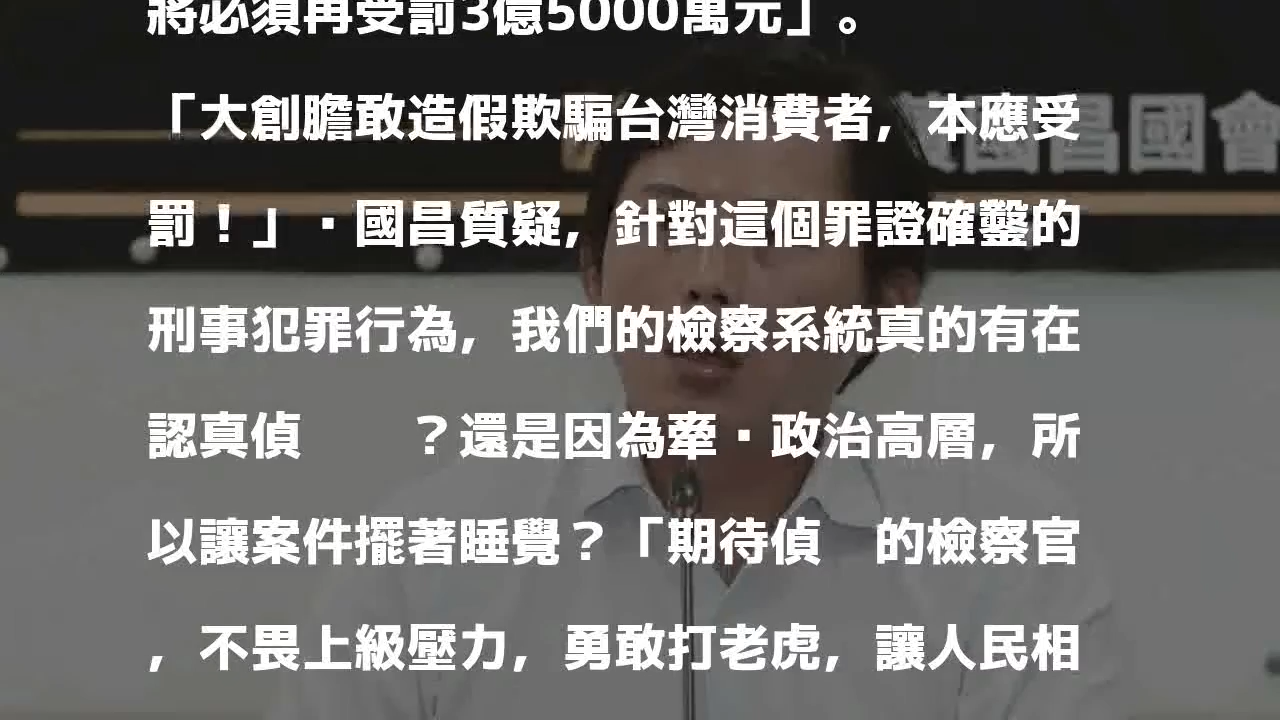 將必須再受罰3億5000萬元」。
「大創膽敢造假欺騙台灣消費者，本應受
罰！」▪國昌質疑，針對這個罪證確鑿的
刑事犯罪行為，我們的檢察系統真的有在
認真偵　　？還是因為牽▪政治高層，所
以讓案件擺著睡覺？「期待偵　的檢察官
，不畏上級壓力，勇敢打老虎，讓人民相
國昌國會